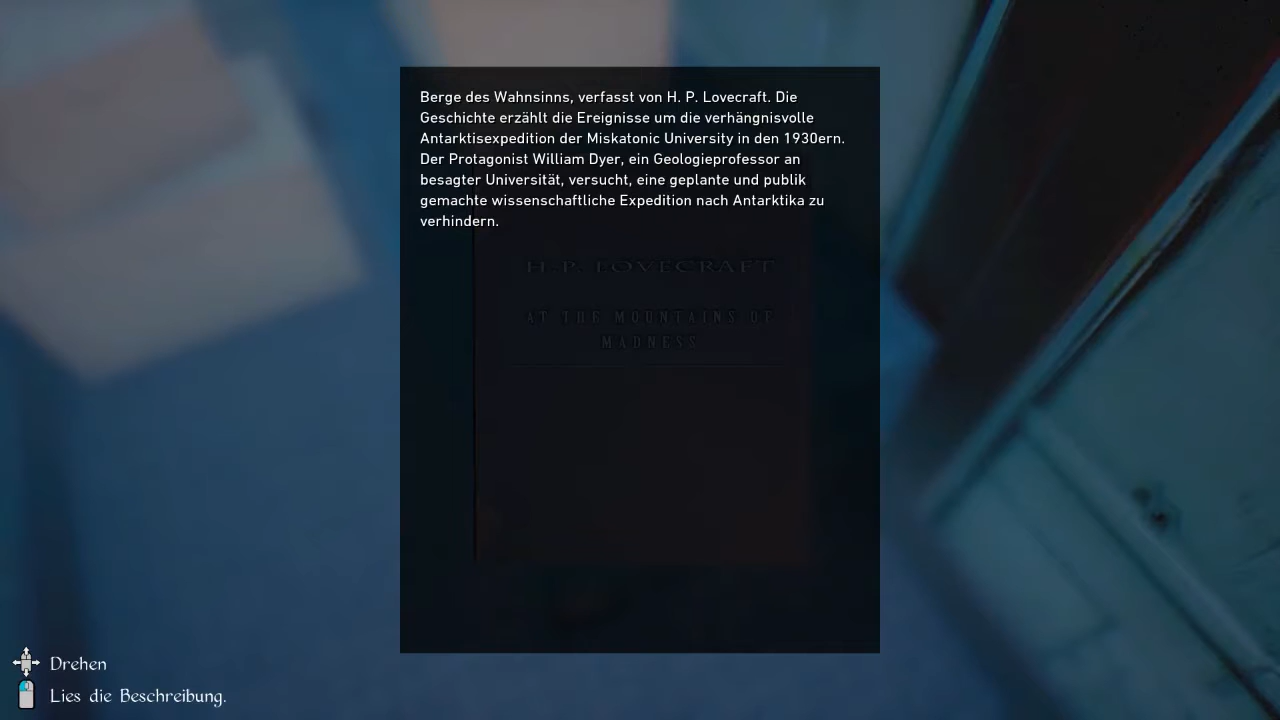 Berge des Wahnsinns, verfasst von H. P. Lovecraft. Die
Geschichte erzählt die Ereignisse um die verhängnisvolle
Antarktisexpedition der Miskatonic University in den 1930ern.
Der Protagonist William Dyer, ein Geologieprofessor an
besagter Universität, versucht, eine geplante und publik
gemachte wissenschaftliche Expedition nach Antarktika zu
verhindern.
H. P. LOVECRAFT
AT THE MOUNTAINS OF
MADNESS
Drehen
Lies die Beschreibung.